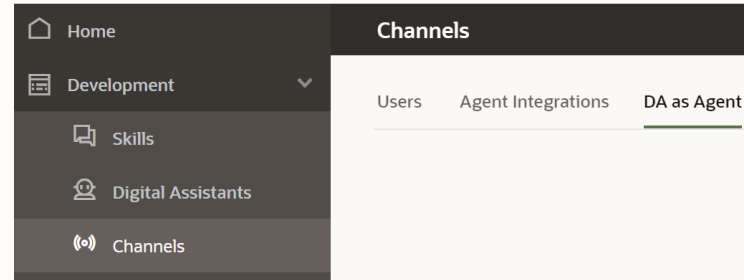 Home
Development
Skills
Digital Assistants
Channels
Channels
Users Agent Integrations DA as Agent